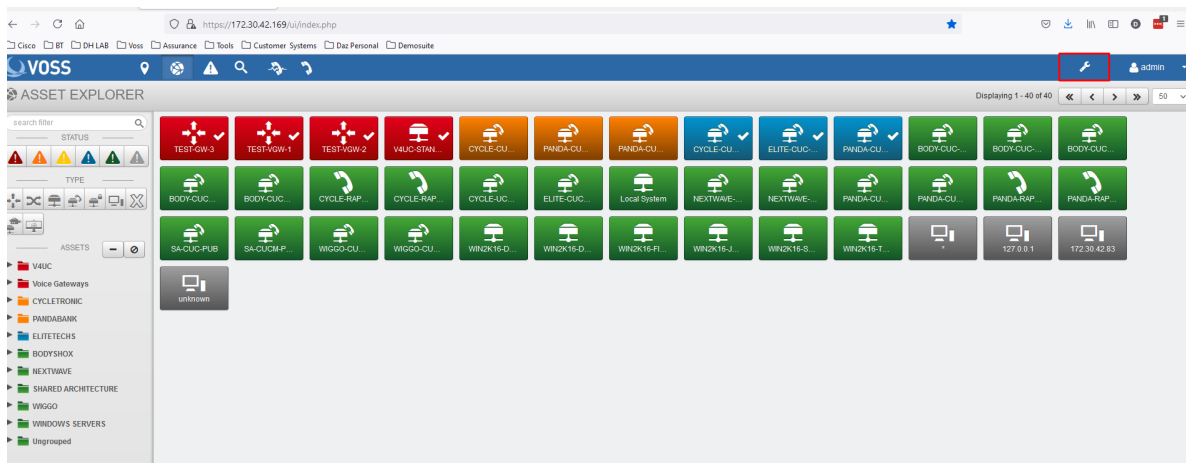 https://172.30.42.169/ui/index.php
1
Cisco BT DH LAB Voss Assurance Tools Customer Systems Daz Personal Demosuite
VOSS
admin
ASSET EXPLORER
Displaying 1 - 40 of 40
50
search filter
STATUS
TYPE
ASSETS
V4UC
Voice Gateways
CYCLETRONIC
PANDABANK
ELITETECHS
BODYSHOX
NEXTWAVE
SHARED ARCHITECTURE
WIGGO
WINDOWS SERVERS
Ungrouped
TEST-GW-3 TEST-VGW-1 TEST-VGW-2 V4UC-STAN... CYCLE-CU... PANDA-CU... PANDA-CU... CYCLE-CU... ELITE-CUC-... PANDA-CU... BODY-CUC-... BODY-CUC-... BODY-CUC...
BODY-CUC... BODY-CUC... CYCLE-RAP... CYCLE-RAP... CYCLE-UC... ELITE-CUC... Local System NEXTWAVE-... NEXTWAVE-... PANDA-CU... PANDA-CU... PANDA-RAP... PANDA-RAP...
SA-CUC-PUB SA-CUCM-P... WIGGO-CU... WIGGO-CU... WIN2K16-D... WIN2K16-D... WIN2K16-FI... WIN2K16-J... WIN2K16-S... WIN2K16-T... * 127.0.0.1 172.30.42.83
unknown